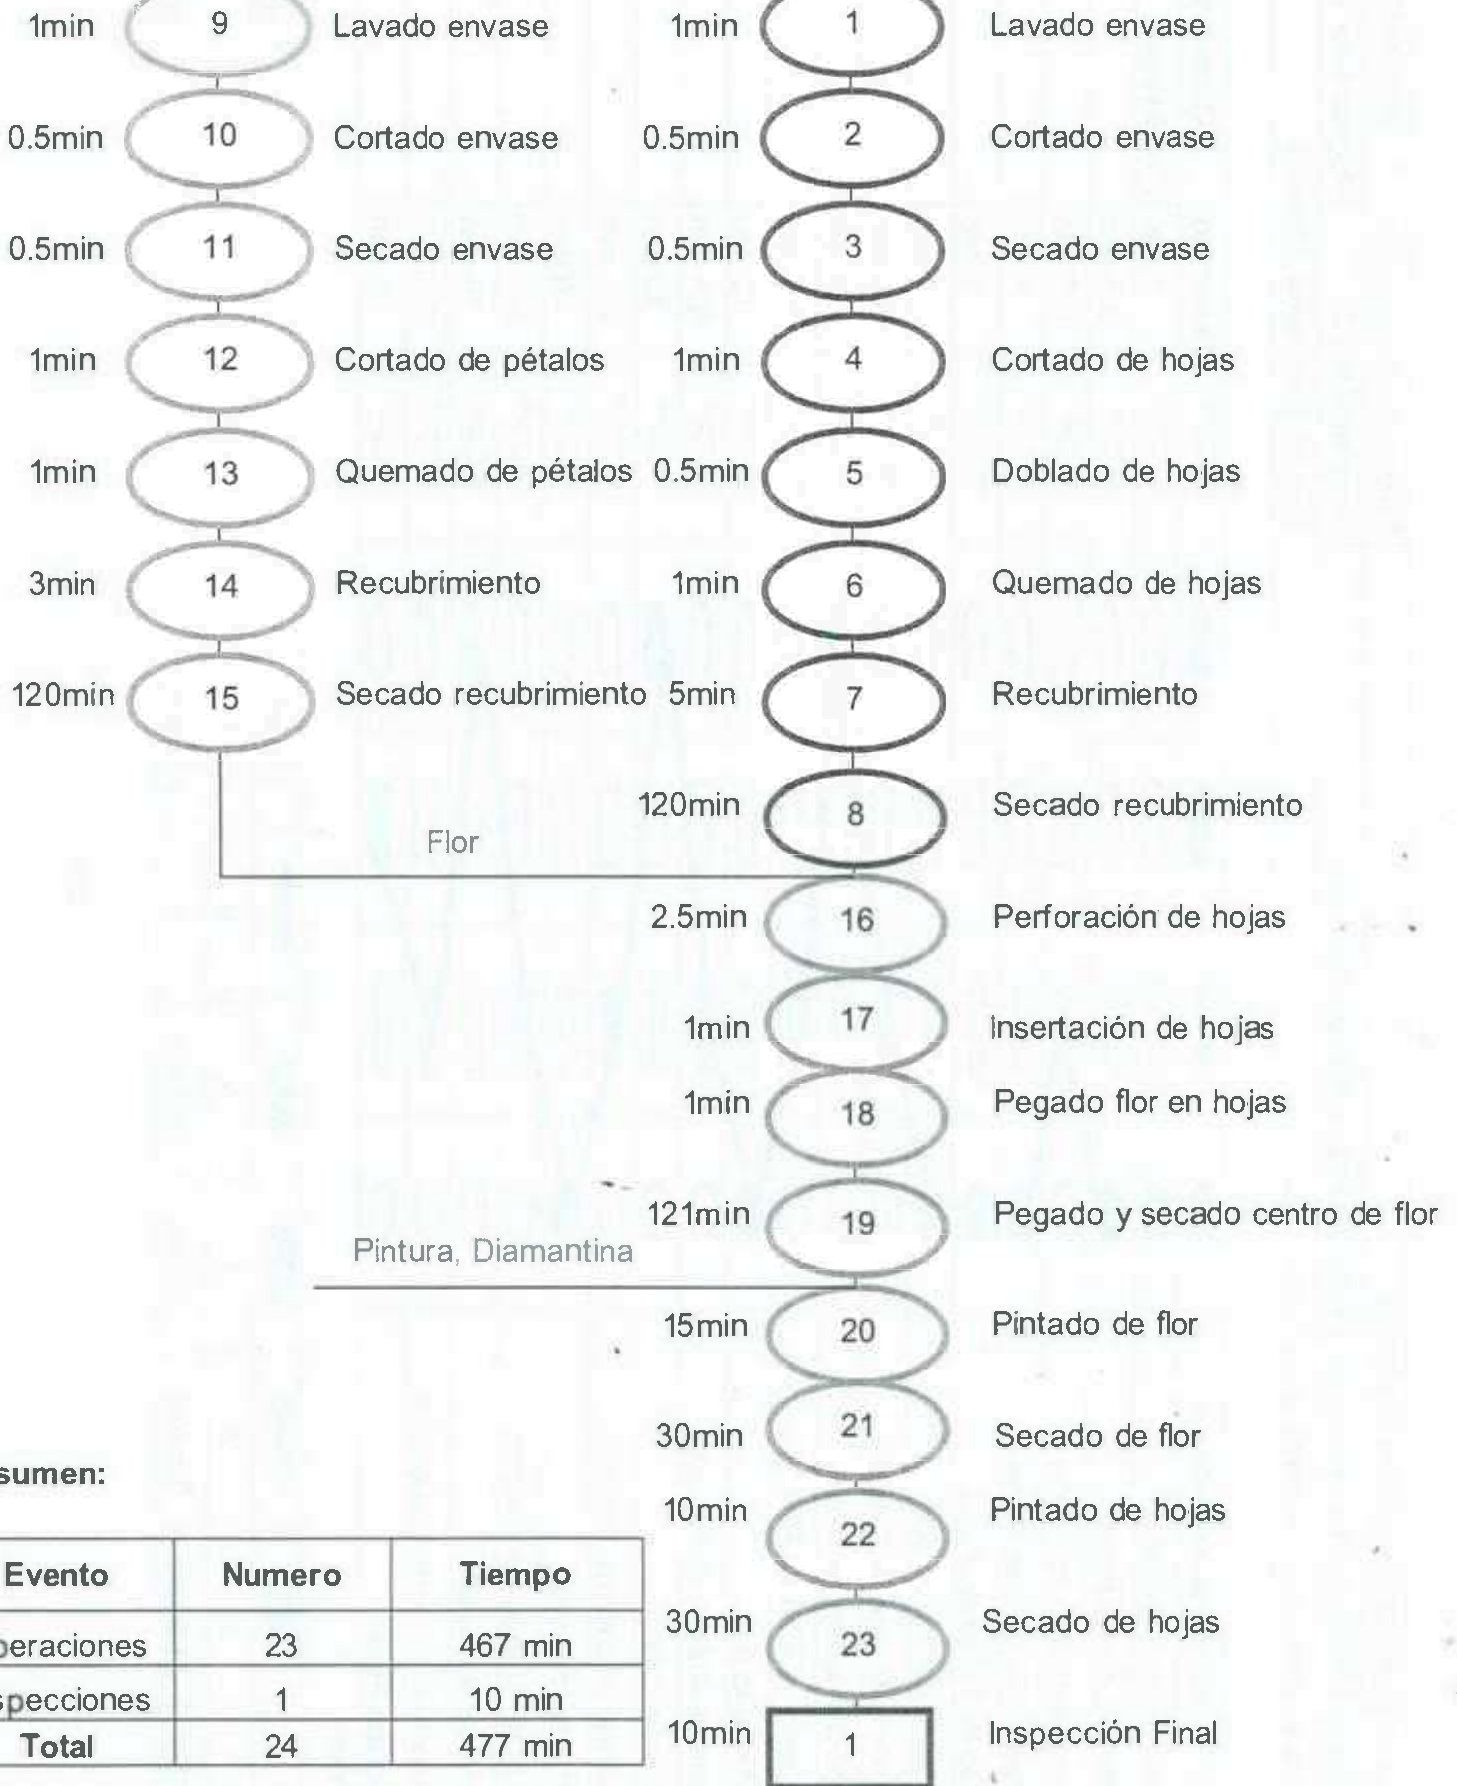 1min 9 Lavado envase 1min 1 Lavado envase
0.5min 10 Cortado envase 0.5min 2 Cortado envase
0.5min 11 Secado envase 0.5min 3 Secado envase
1min 12 Cortado de pétalos 1min 4 Cortado de hojas
1min 13 Quemado de pétalos 0.5min 5 Doblado de hojas
3min 14 Recubrimiento 1min 6 Quemado de hojas
120min 15 Secado recubrimiento 5min 7 Recubrimiento
120min 8 Secado recubrimiento
Flor
2.5min 16 Perforación de hojas
1min 17 Insertación de hojas
1min 18 Pegado flor en hojas
121min 19 Pegado y secado centro de flor
Pintura, Diamantina
15min 20 Pintado de flor
30min 21 Secado de flor
sumen:
10min 22 Pintado de hojas
Evento Numero Tiempo
30min 23 Secado de hojas
peraciones 23 467 min
specciones 1 10 min
Total 24 477 min
10min 1 Inspección Final